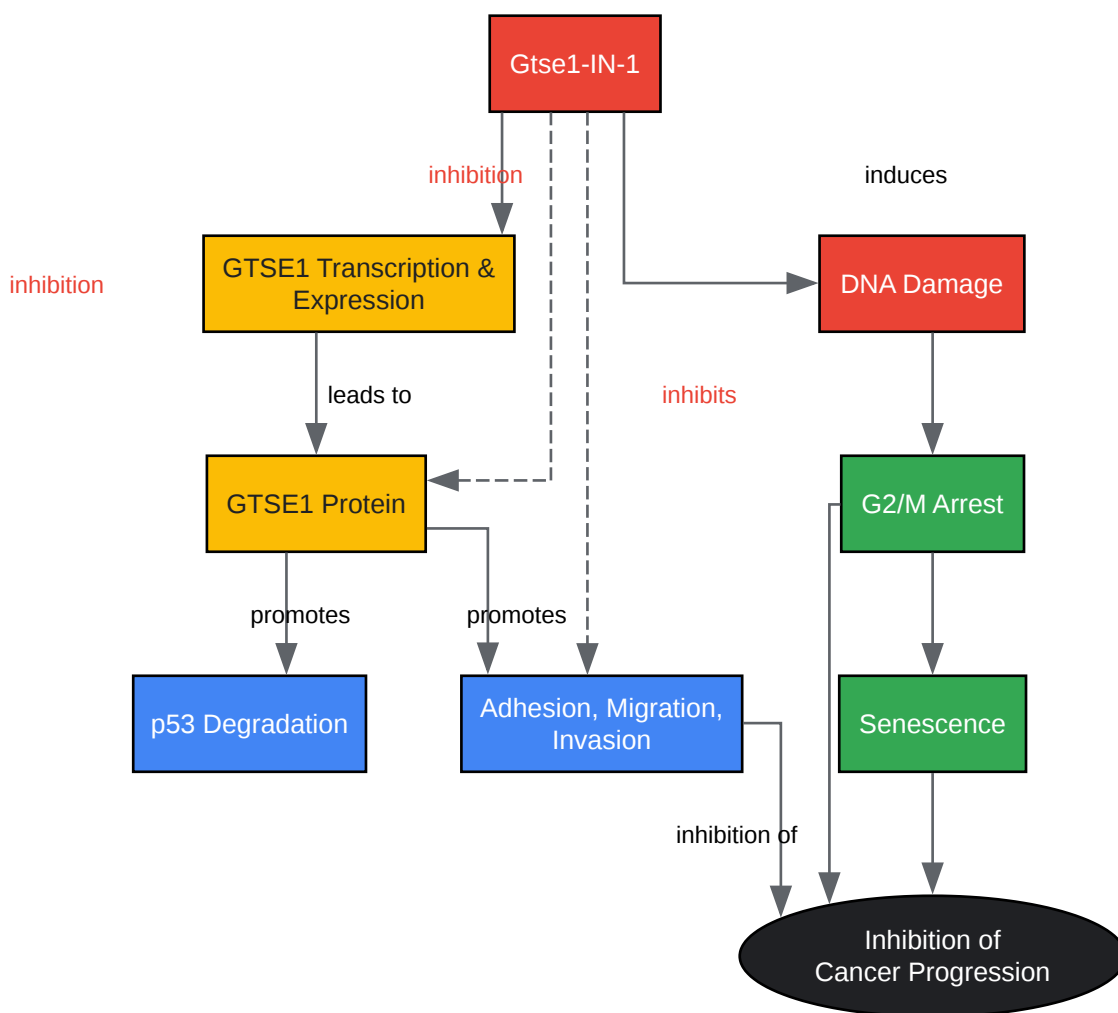 Gtse1-IN-1
inhibition
induces
GTSE1 Transcription &
Expression
inhibition
DNA Damage
leads to
inhibits
GTSE1 Protein
G2/M Arrest
promotes
promotes
p53 Degradation
Adhesion, Migration,
Invasion
Senescence
inhibition of
Inhibition of
Cancer Progression